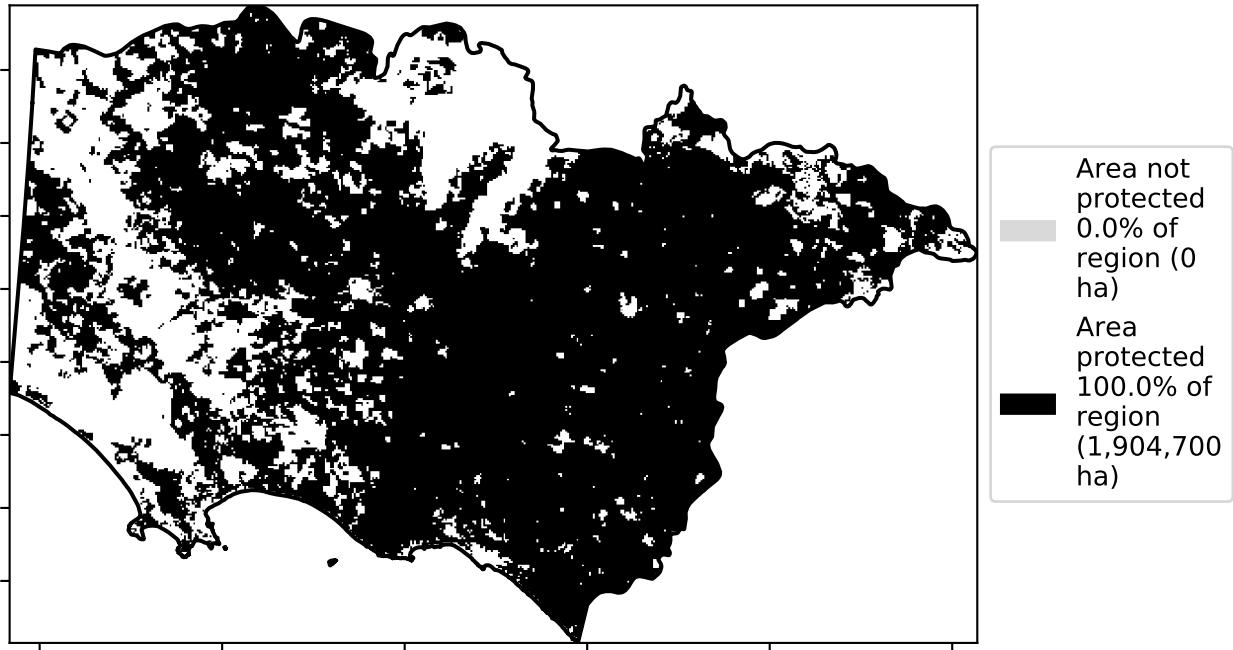 Area not
protected
0.0% of
region (0
ha)
Area
protected
100.0% of
region
(1,904,700
ha)